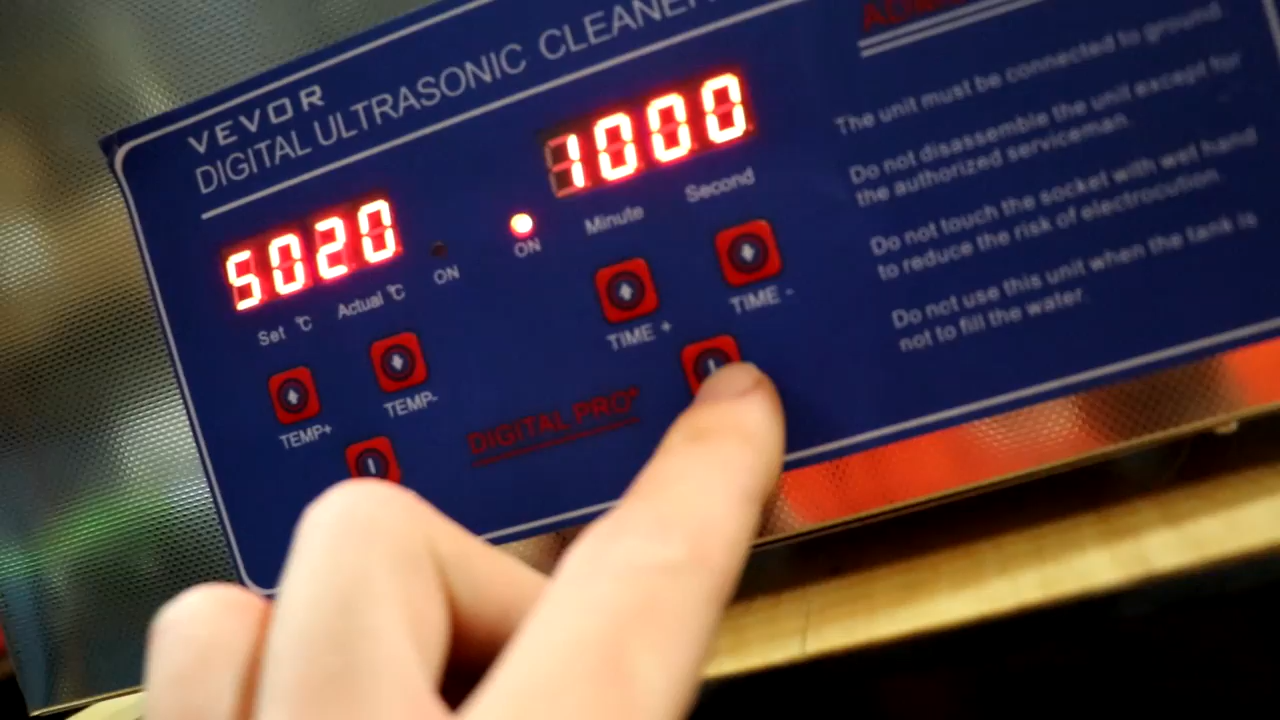 VEVOR
DIGITAL ULTRASONIC CLEANER
5020
1000
Set ℃
Actual ℃
ON
ON
Minute
Second
TEMP+
TEMP-
TIME +
TIME -
DIGITAL PRO+
The unit must be connected to ground.
Do not disassemble the unit except for
the authorized serviceman.
Do not touch the socket with wet hand
to reduce the risk of electrocution.
Do not use this unit when the tank is
not to fill the water.